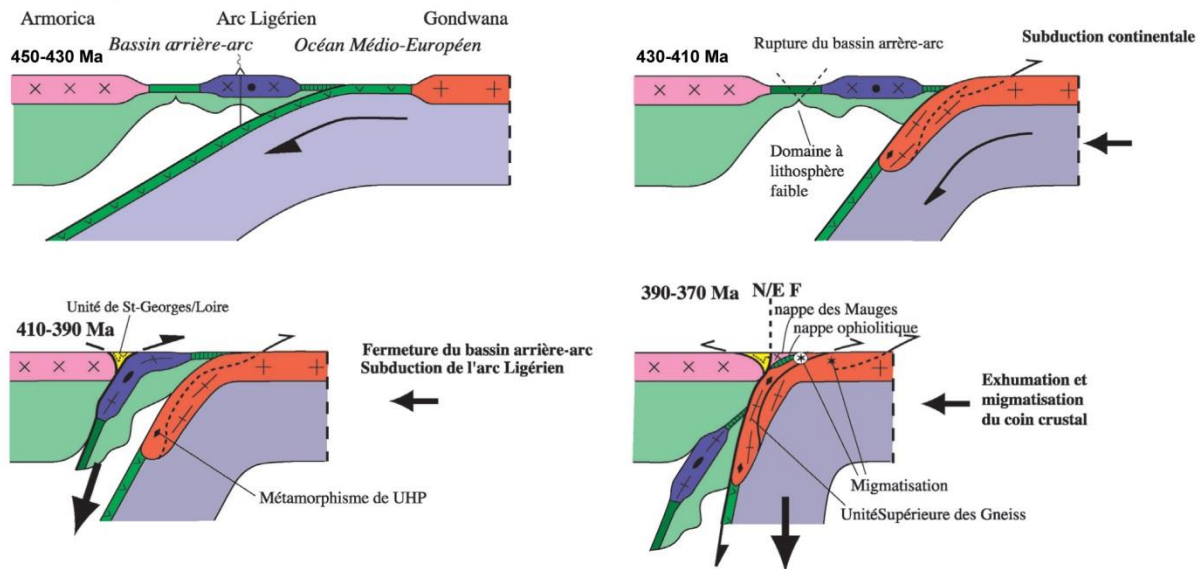 Armorica
Arc Ligérien
Gondwana
450-430 Ma
Bassin arrière-arc
Océan Médio-Européen
430-410 Ma
Rupture du bassin arrère-arc
Subduction continentale
Domaine à
lithosphère
faible
Unité de St-Georges/Loire
410-390 Ma
Fermeture du bassin arrière-arc
Subduction de l'arc Ligérien
Métamorphisme de UHP
390-370 Ma
N/E F
nappe des Mauges
nappe ophiolitique
Exhumation et
migmatisation
du coin crustal
Migmatisation
UnitéSupérieure des Gneiss